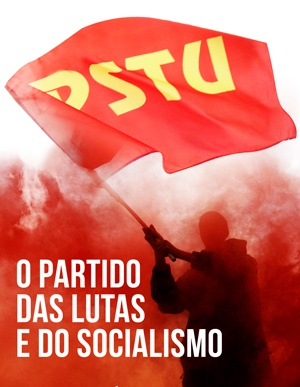 PSTU
O PARTIDO
DAS LUTAS
E DO SOCIALISMO